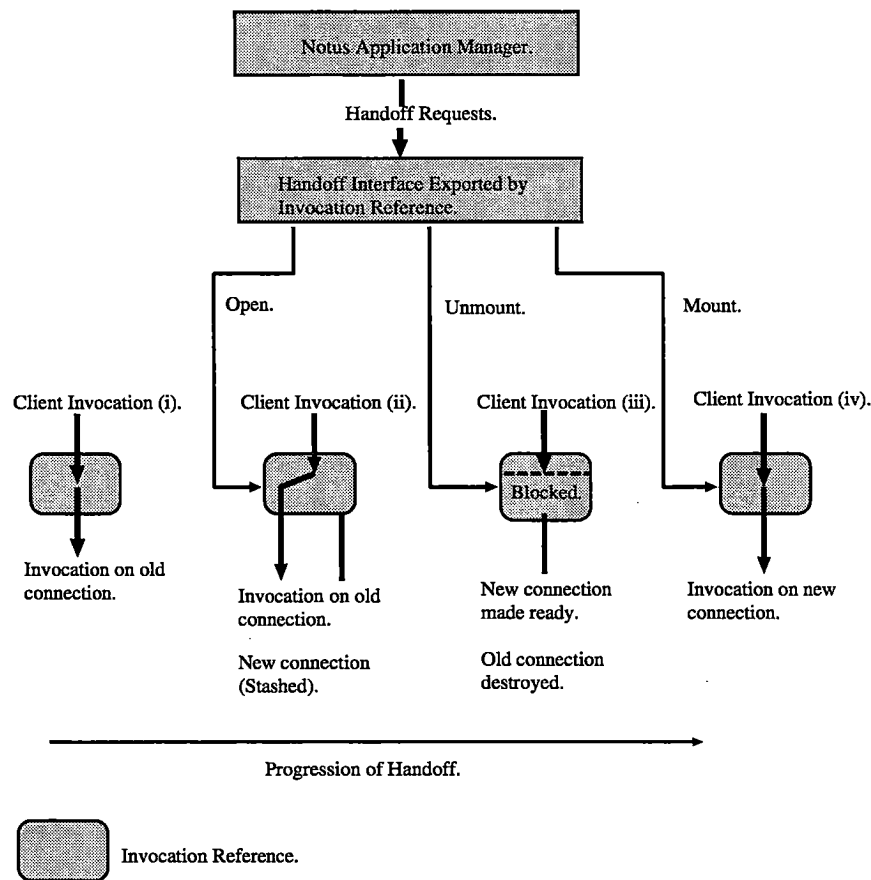 Notus Application Manager.
Handoff Requests.
Handoff Interface Exported by
Invocation Reference.
Open.
Unmount.
Mount.
Client Invocation (i).
Client Invocation (ii).
Client Invocation (iii).
Client Invocation (iv).
Blocked.
Invocation on old
connection.
Invocation on old
connection.
New connection
(Stashed).
New connection
made ready.
Old connection
destroyed.
Invocation on new
connection.
Progression of Handoff.
Invocation Reference.